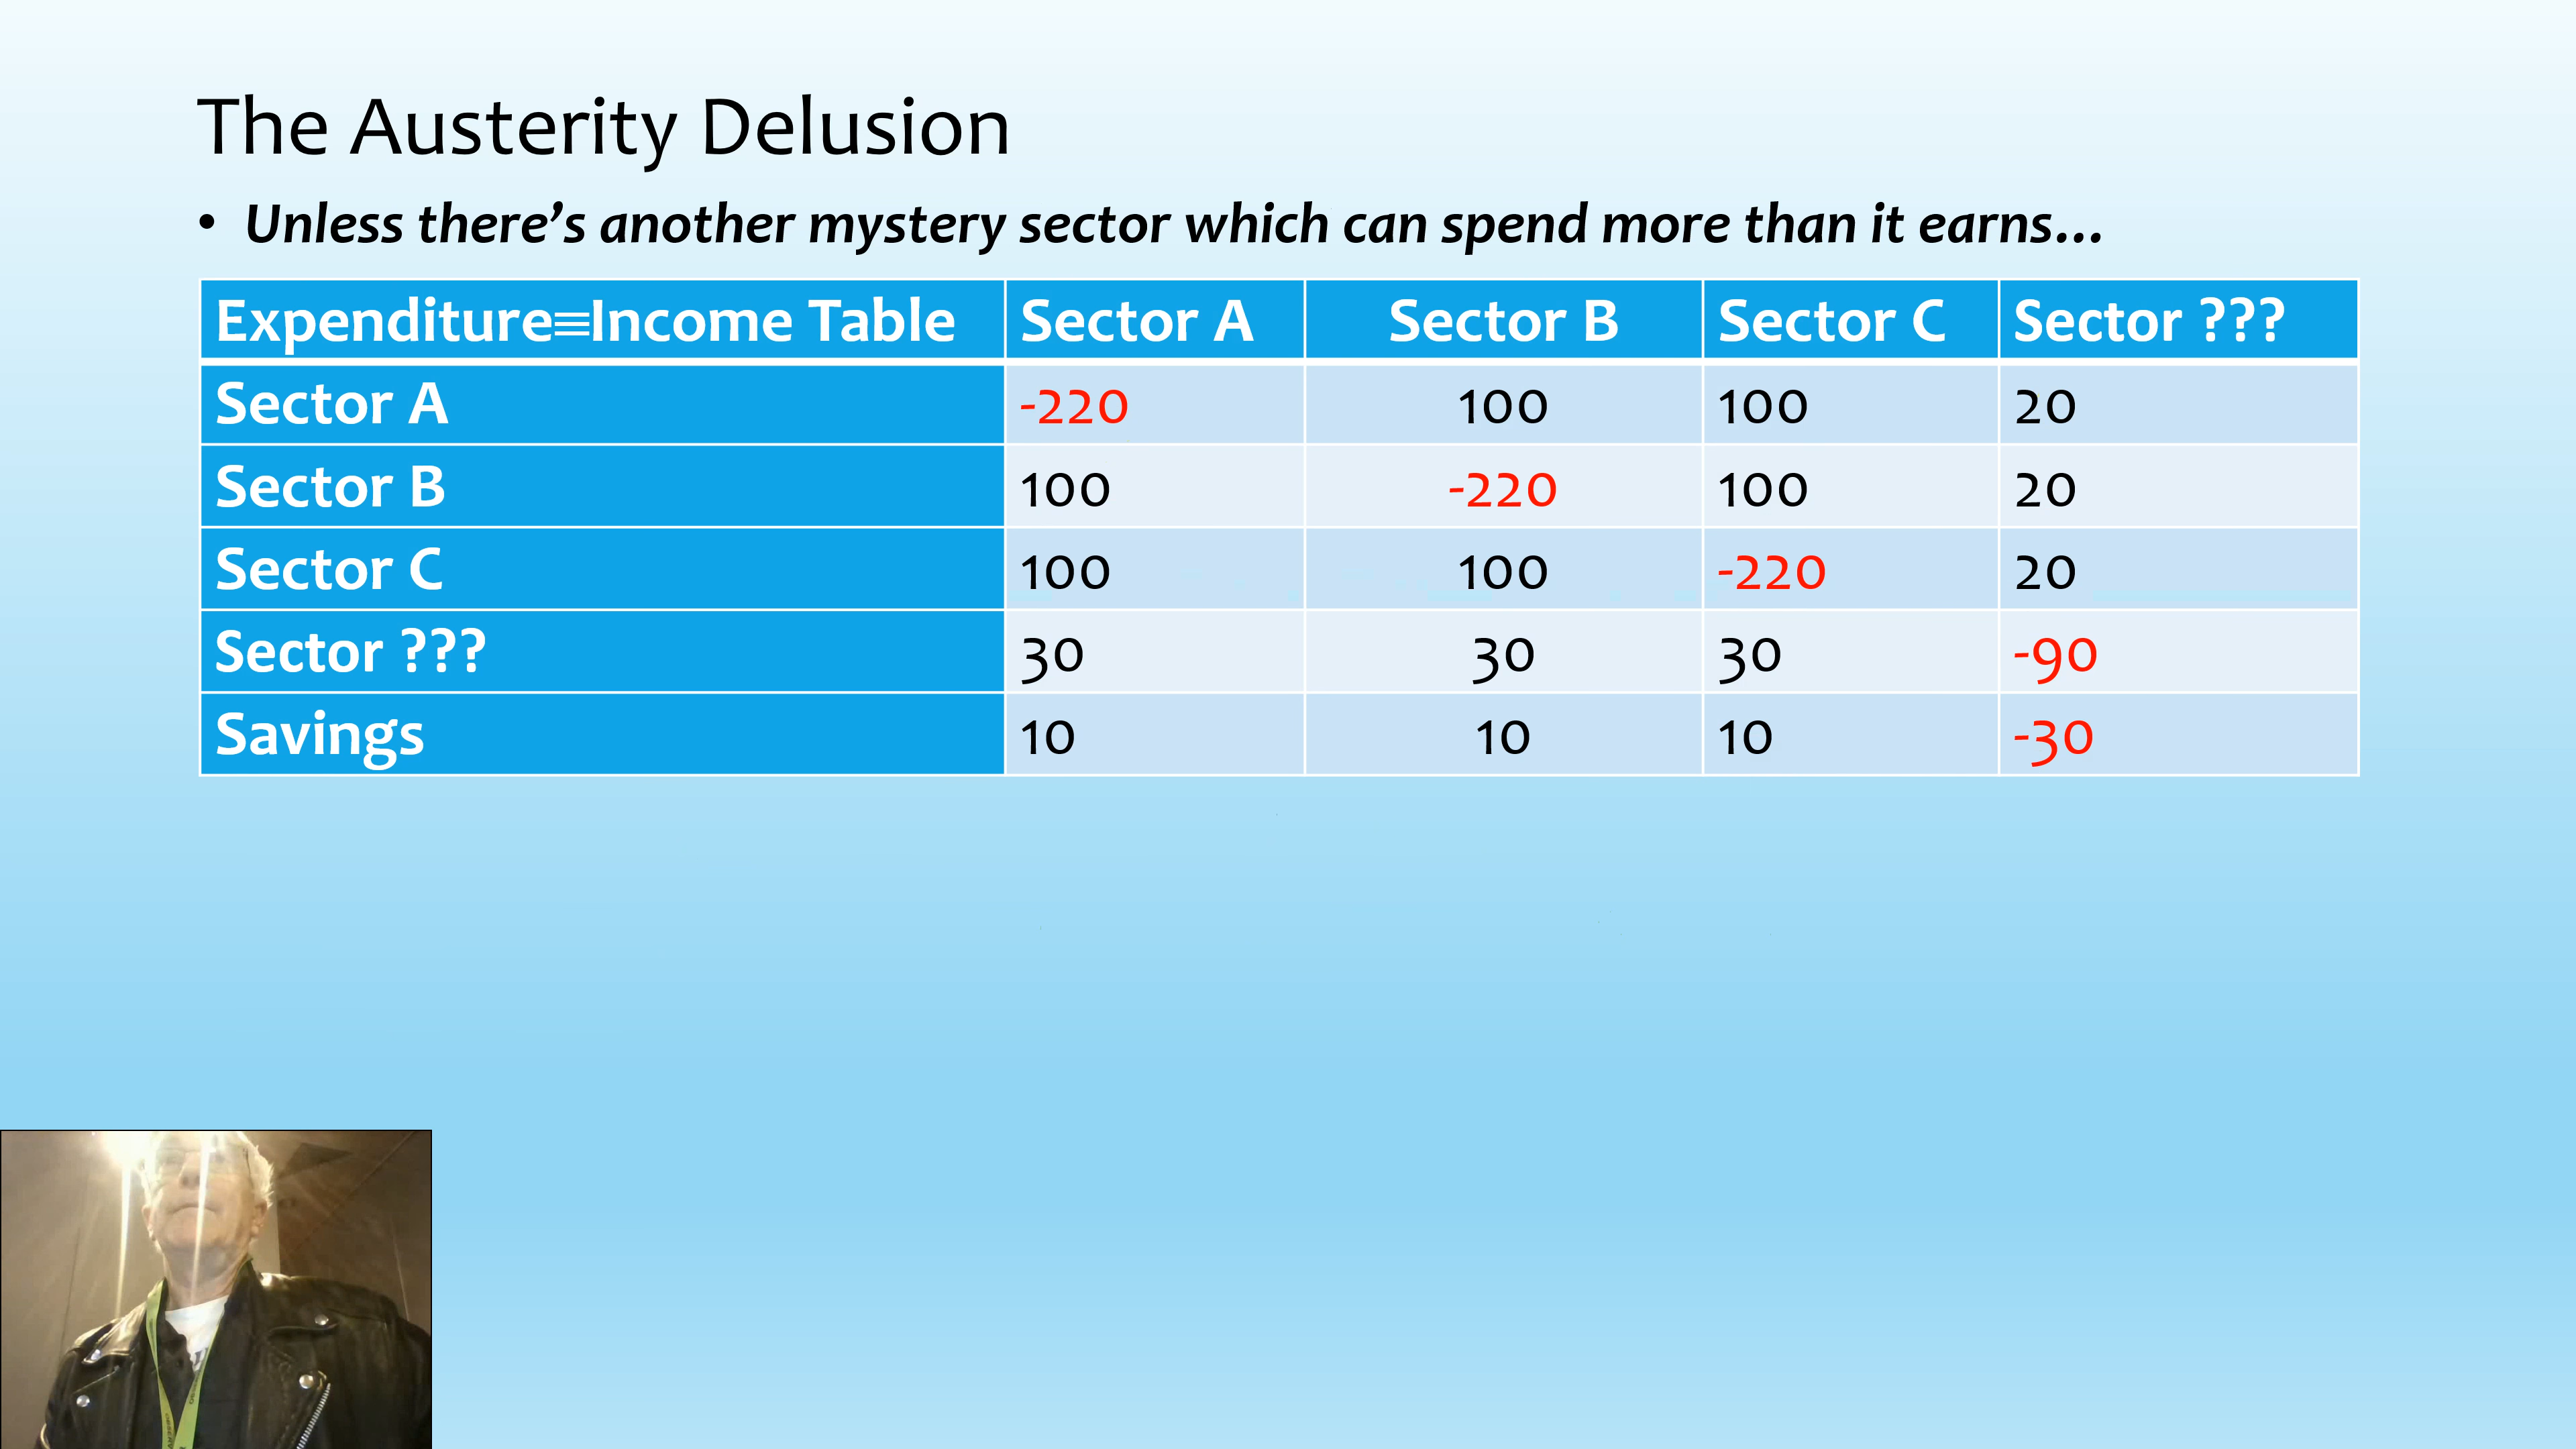 The Austerity Delusion
• Unless there’s another mystery sector which can spend more than it earns…
Expenditure≡Income Table Sector A Sector B Sector C Sector ???
Sector A -220 100 100 20
Sector B 100 -220 100 20
Sector C 100 100 -220 20
Sector ??? 30 30 30 -90
Savings 10 10 10 -30